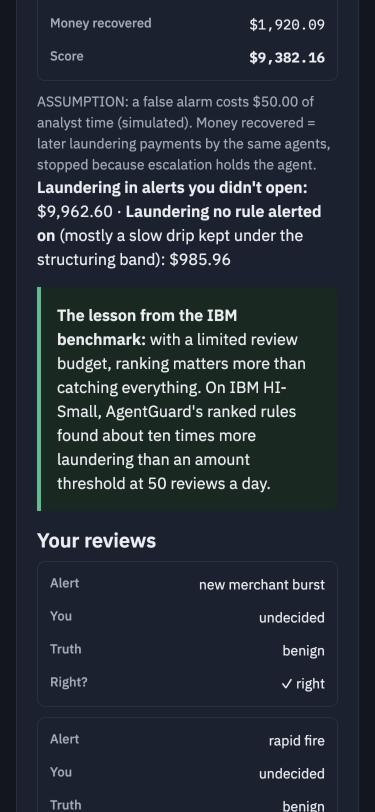 Money recovered $1,920.09
Score $9,382.16
ASSUMPTION: a false alarm costs $50.00 of
analyst time (simulated). Money recovered =
later laundering payments by the same agents,
stopped because escalation holds the agent.
Laundering in alerts you didn't open:
$9,962.60 · Laundering no rule alerted
on (mostly a slow drip kept under the
structuring band): $985.96
The lesson from the IBM
benchmark: with a limited review
budget, ranking matters more than
catching everything. On IBM HI-
Small, AgentGuard's ranked rules
found about ten times more
laundering than an amount
threshold at 50 reviews a day.
Your reviews
Alert new merchant burst
You undecided
Truth benign
Right? ✓ right
Alert rapid fire
You undecided
Truth benign